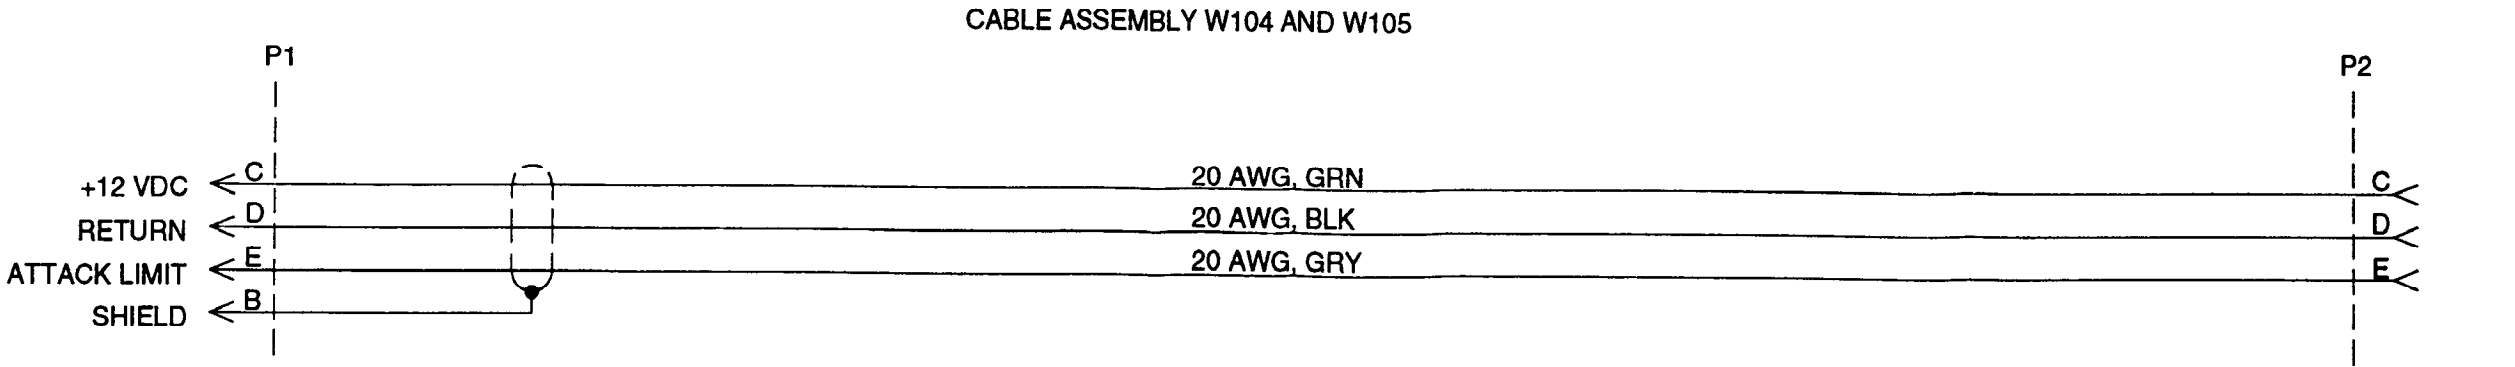 CABLE ASSEMBLY W104 AND W105
P1
P2
+12 VDC C 20 AWG, GRN C
RETURN D 20 AWG, BLK D
ATTACK LIMIT E 20 AWG, GRY E
SHIELD B